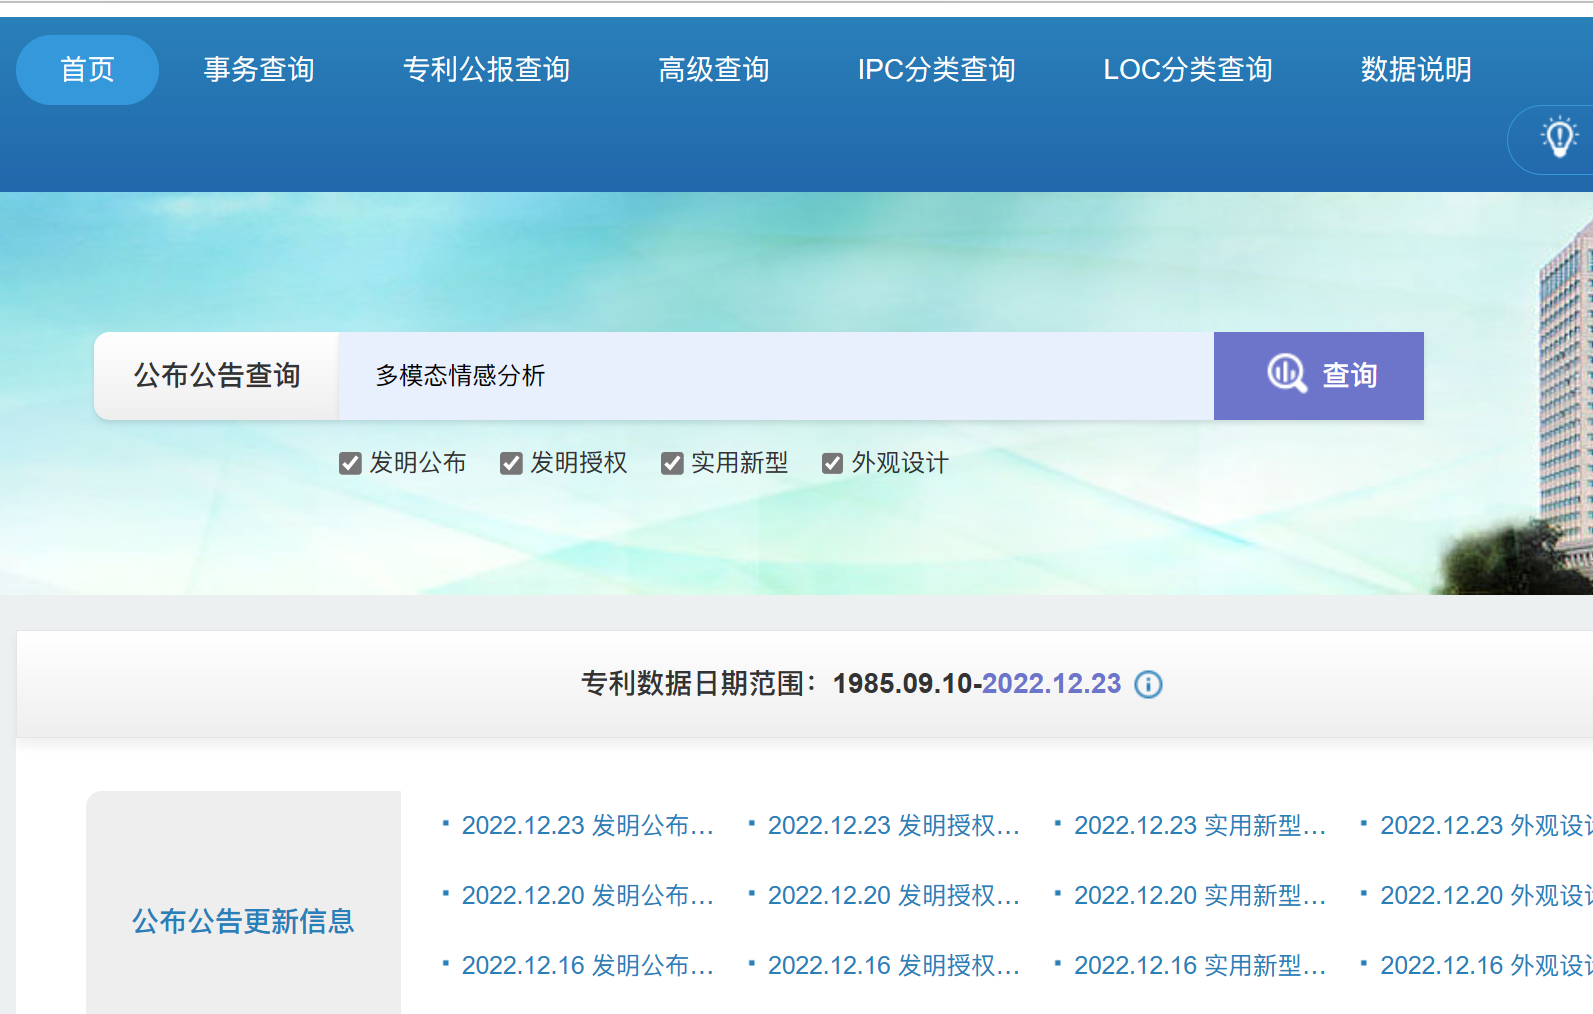 首页 事务查询 专利公报查询 高级查询 IPC分类查询 LOC分类查询 数据说明
公布公告查询 多模态情感分析 查询
发明公布 发明授权 实用新型 外观设计
专利数据日期范围：1985.09.10-2022.12.23
2022.12.23 发明公布... 2022.12.23 发明授权... 2022.12.23 实用新型... 2022.12.23 外观设
2022.12.20 发明公布... 2022.12.20 发明授权... 2022.12.20 实用新型... 2022.12.20 外观设
公布公告更新信息
2022.12.16 发明公布... 2022.12.16 发明授权... 2022.12.16 实用新型... 2022.12.16 外观设